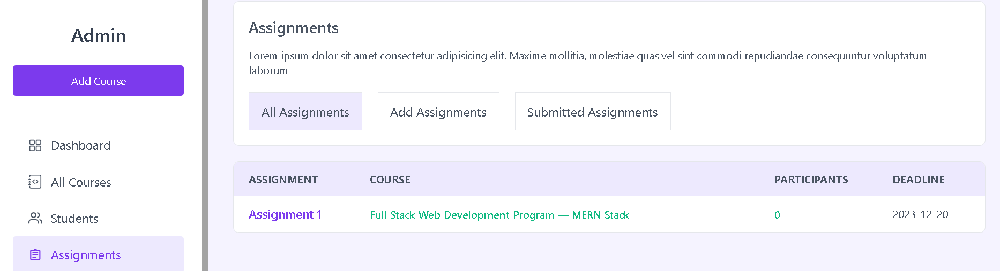 Admin
Add Course
Dashboard
All Courses
Students
Assignments
Assignments
Lorem ipsum dolor sit amet consectetur adipisicing elit. Maxime mollitia, molestiae quas vel sint commodi repudiandae consequuntur voluptatum
laborum
All Assignments Add Assignments Submitted Assignments
ASSIGNMENT COURSE PARTICIPANTS DEADLINE
Assignment 1 Full Stack Web Development Program — MERN Stack 0 2023-12-20